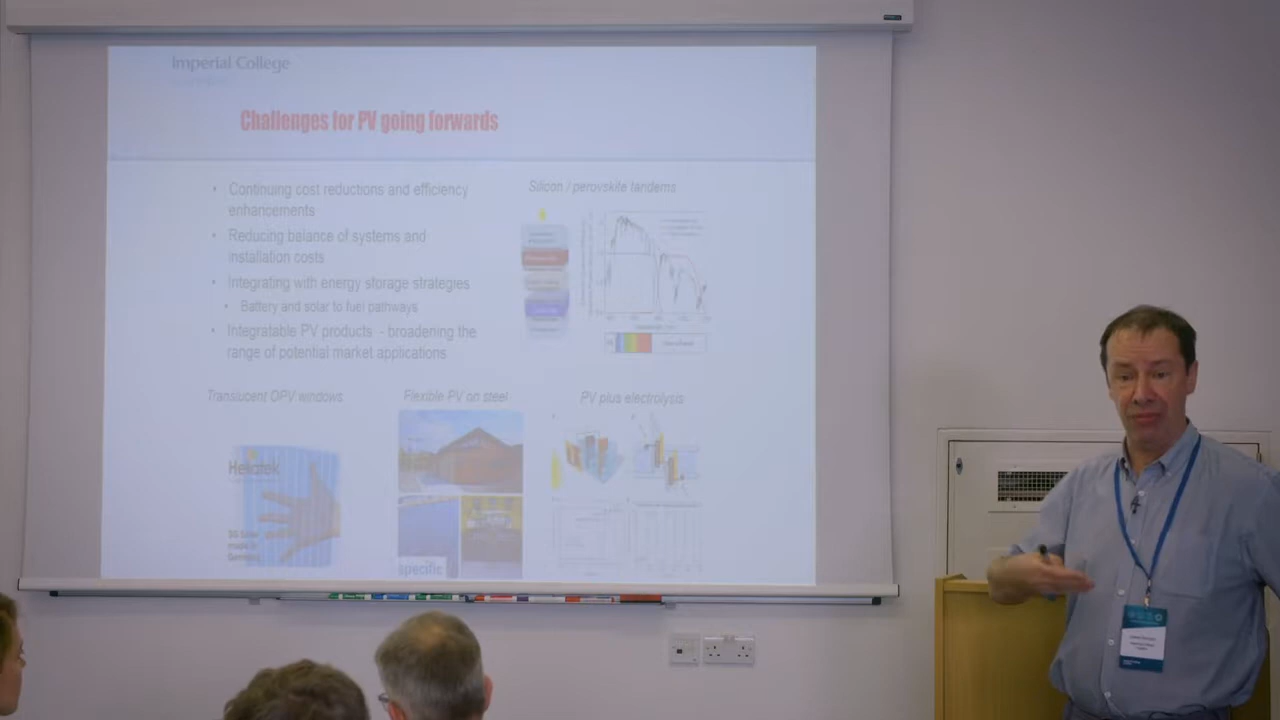 Imperial College
Challenges for PV going forwards
• Continuing cost reductions and efficiency
enhancements
• Reducing balance of systems and
installation costs
• Integrating with energy storage strategies
• Battery and solar to fuel pathways
• Integratable PV products - broadening the
range of potential market applications
Silicon / perovskite tandems
Translucent OPV windows
Flexible PV on steel
PV plus electrolysis
Heliatek
made in
specific